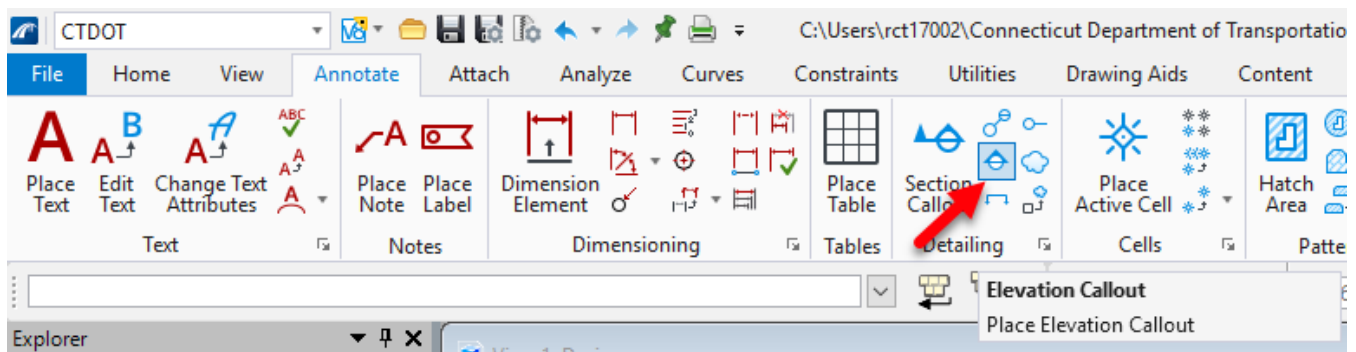 CTDOT
C:\Users\rct17002\Connecticut Department of Transportatio
File Home View Annotate Attach Analyze Curves Constraints Utilities Drawing Aids Content
ABC
Place Text
Edit Text
Change Text Attributes
Place Note
Place Label
Dimension Element
Place Table
Section
Place Active Cell
Hatch Area
Text Notes Dimensioning Tables Detailing Cells Patte
Elevation Callout
Place Elevation Callout
Explorer